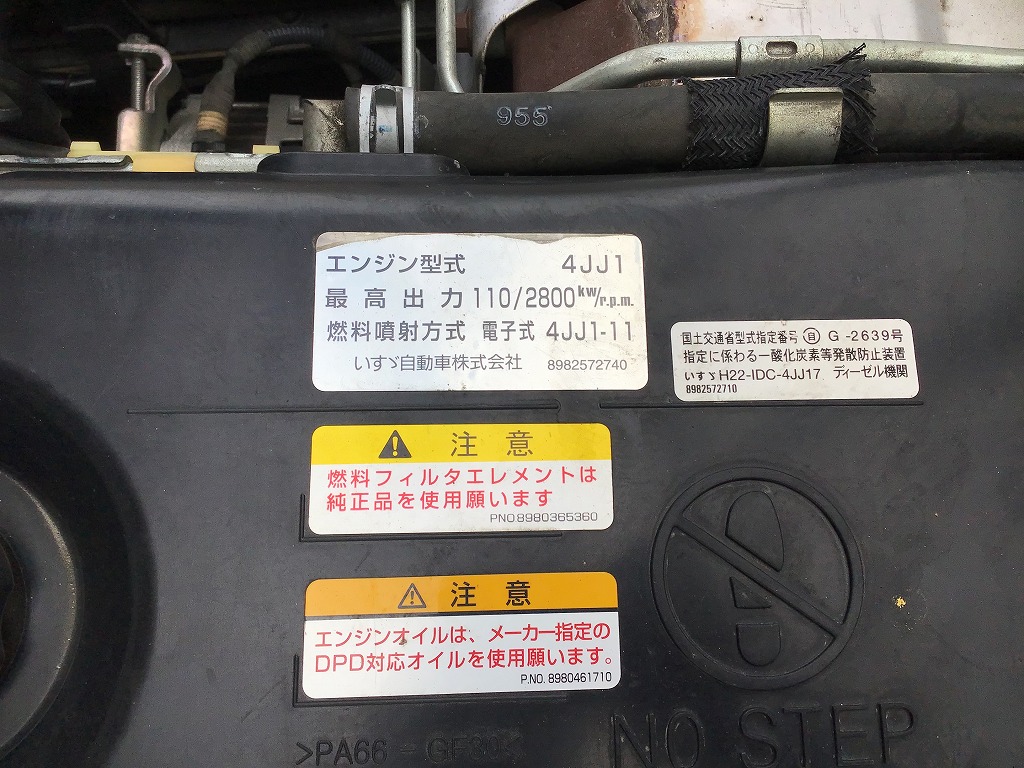 955
エンジン型式 4JJ1
最高出力 110/2800kw/r.p.m.
燃料噴射方式 電子式 4JJ1-11
いすゞ自動車株式会社 8982572740
国土交通省型式指定番号 自 G-2639号
指定に係わる一酸化炭素等発散防止装置
いすゞH22-IDC-4JJ17 ディーゼル機関
8982572710
注意
燃料フィルタエレメントは
純正品を使用願います
PNO.8980365360
注意
エンジンオイルは、メーカー指定の
DPD対応オイルを使用願います。
P.NO. 8980461710
NO STEP
>PA66-GF30<